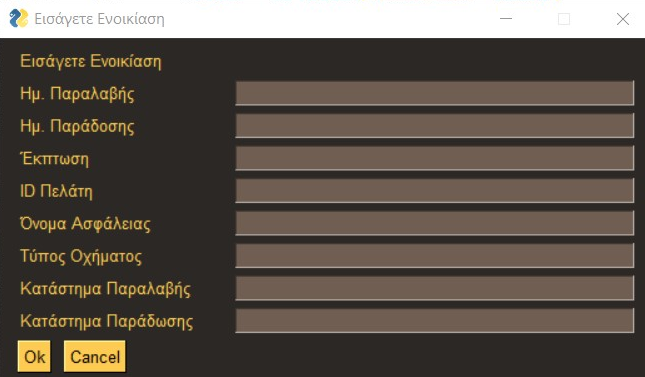 Εισάγετε Ενοικίαση
Εισάγετε Ενοικίαση
Ημ. Παραλαβής
Ημ. Παράδοσης
Έκπτωση
ID Πελάτη
Όνομα Ασφάλειας
Τύπος Οχήματος
Κατάστημα Παραλαβής
Κατάστημα Παράδωσης
Ok Cancel